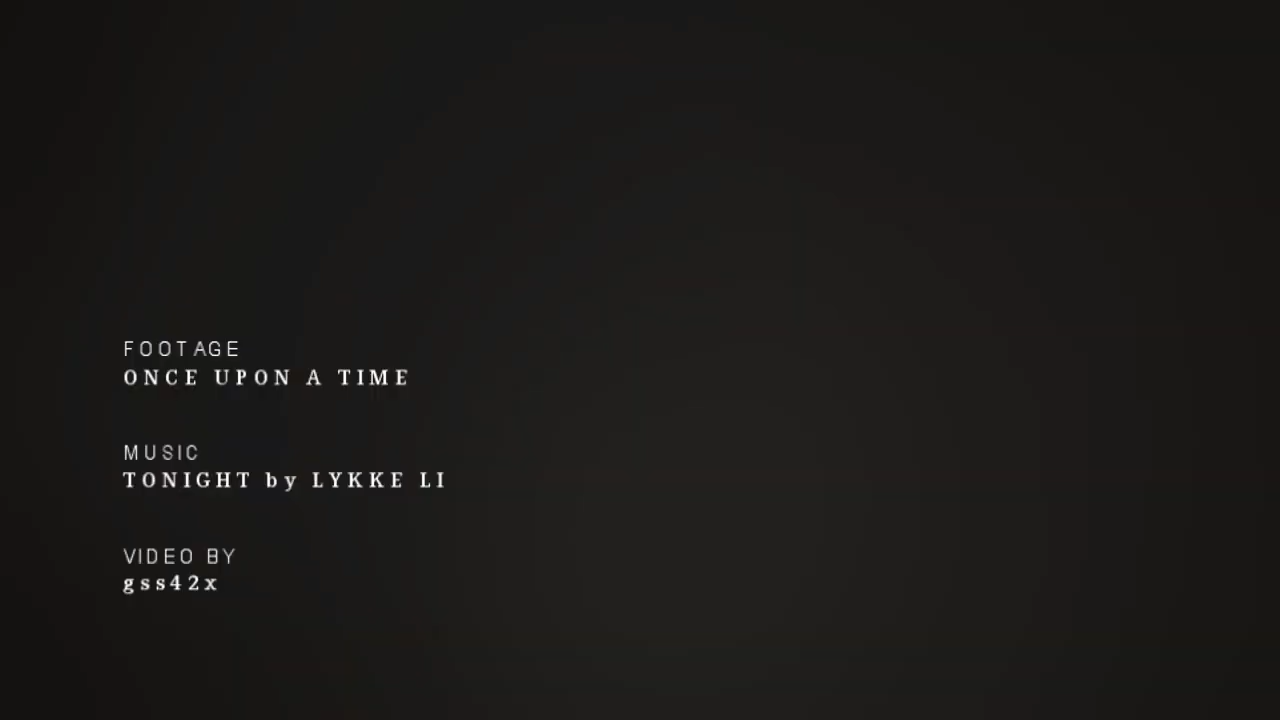 FOOTAGE
ONCE UPON A TIME
MUSIC
TONIGHT by LYKKE LI
VIDEO BY
gss42x